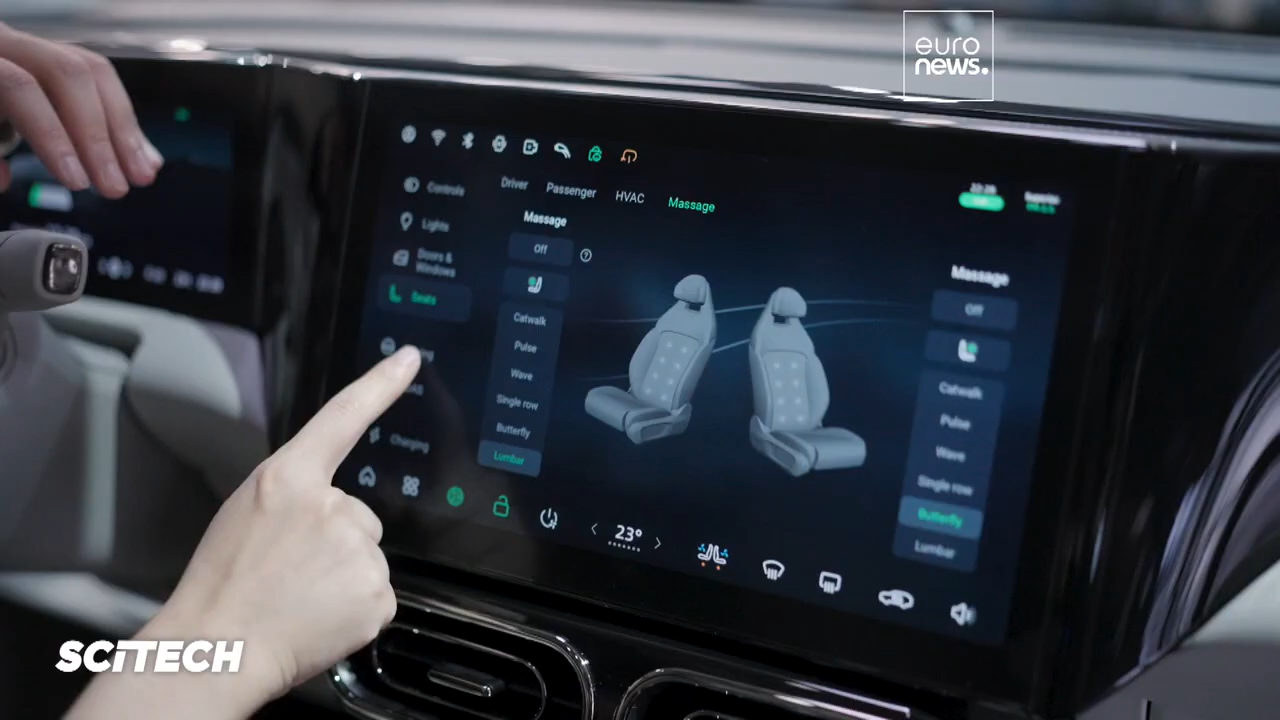 euro
news.
Controls
Lights
Doors &
Windows
Seats
Charging
Driver
Passenger
HVAC
Massage
Massage
Off
Catwalk
Pulse
Wave
Single row
Butterfly
Lumbar
Massage
Off
Catwalk
Pulse
Wave
Single row
Butterfly
Lumbar
23°
SCITECH